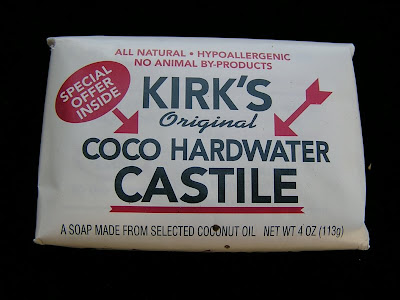 ALL NATURAL • HYPOALLERGENIC
NO ANIMAL BY-PRODUCTS
SPECIAL
OFFER
INSIDE
KIRK'S
Original
COCO HARDWATER
CASTILE
A SOAP MADE FROM SELECTED COCONUT OIL NET WT 4 OZ (113g)